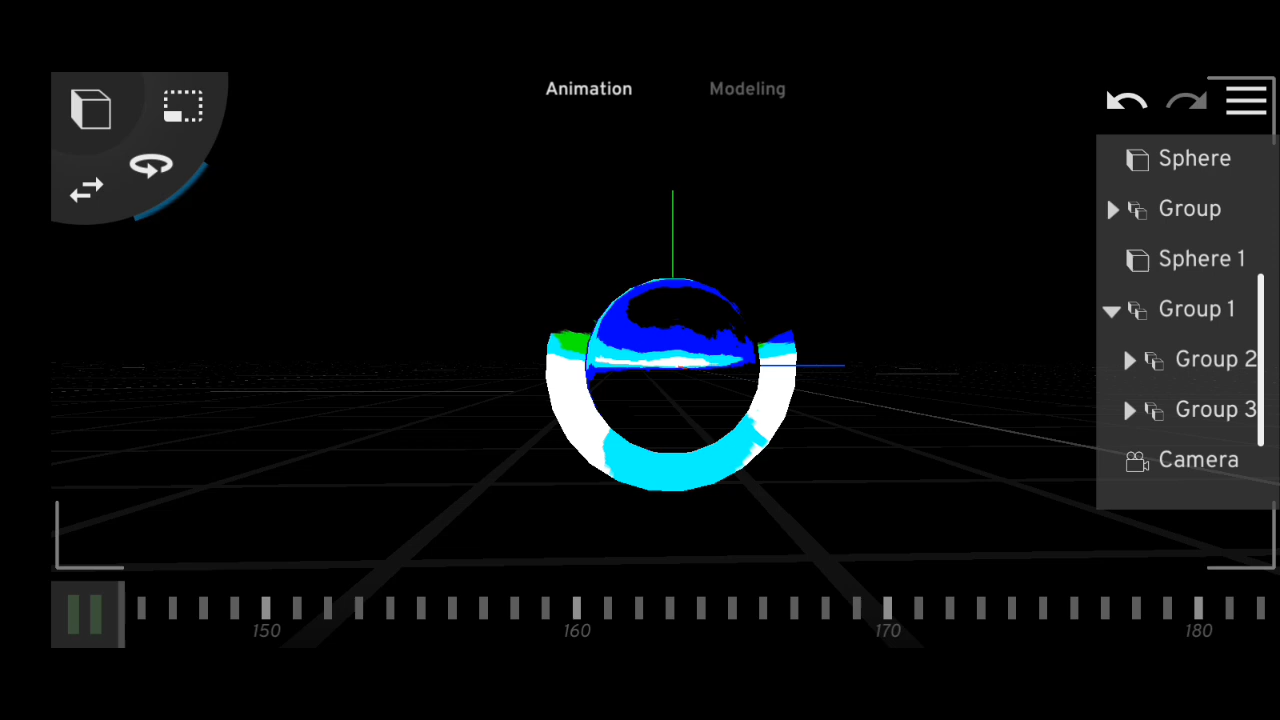 Animation
Modeling
Sphere
Group
Sphere 1
Group 1
Group 2
Group 3
Camera
150
160
170
180